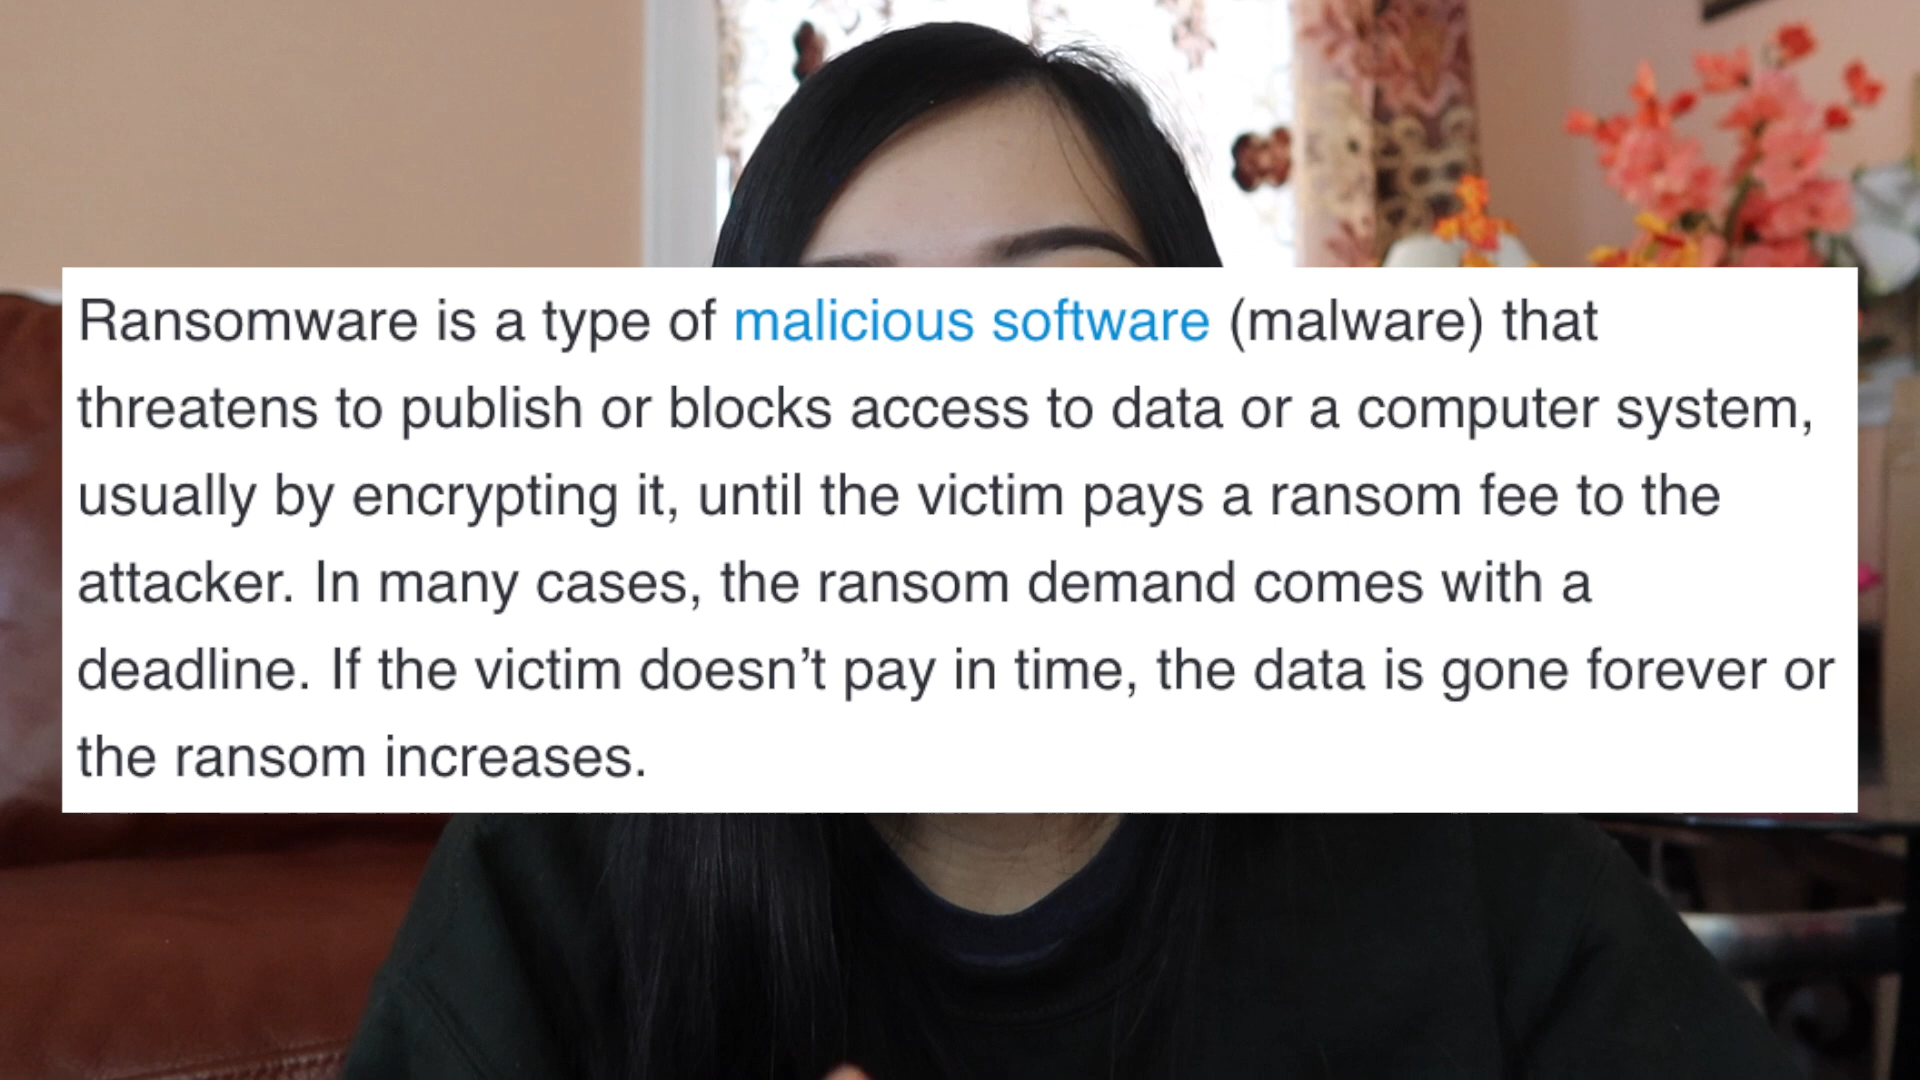 Ransomware is a type of malicious software (malware) that
threatens to publish or blocks access to data or a computer system,
usually by encrypting it, until the victim pays a ransom fee to the
attacker. In many cases, the ransom demand comes with a
deadline. If the victim doesn’t pay in time, the data is gone forever or
the ransom increases.